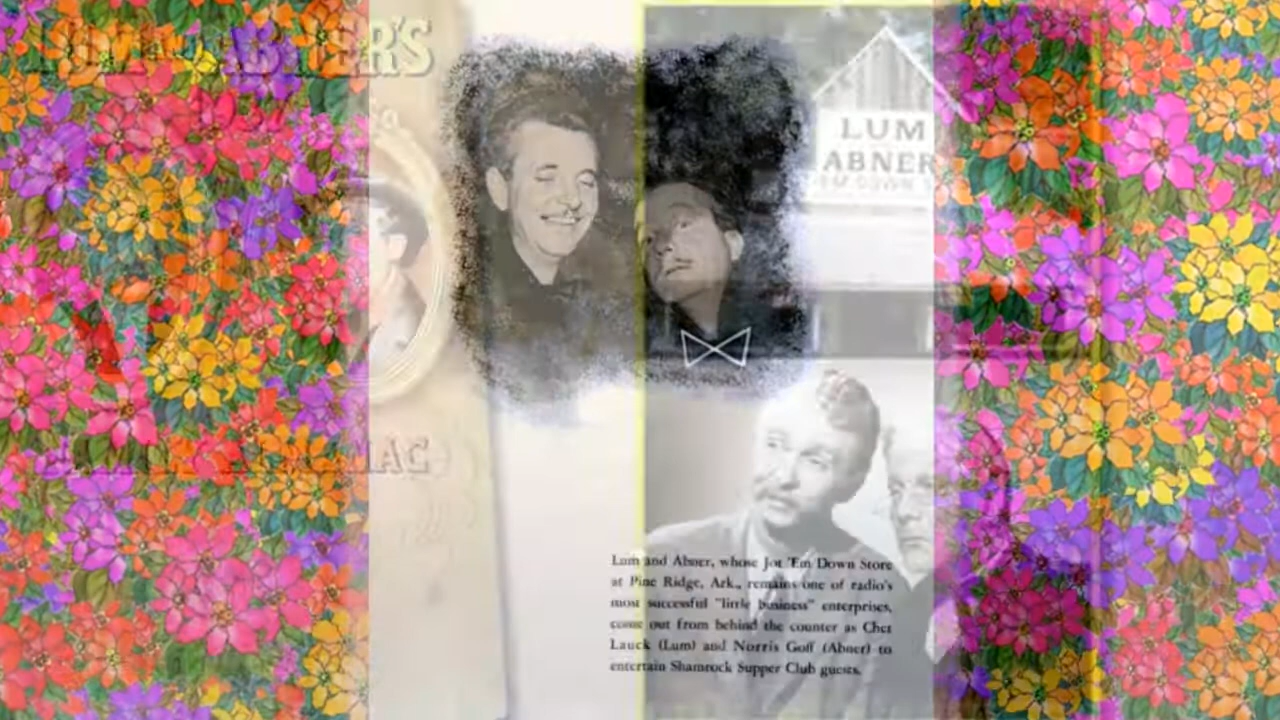 ABNER'S
LUM
ABNER
Lum and Abner, whose Jot 'Em Down Store
at Pine Ridge, Ark., remains one of radio's
most successful "little business" enterprises,
come out from behind the counter as Chet
Lauck (Lum) and Norris Goff (Abner) to
entertain Shamrock Supper Club guests.